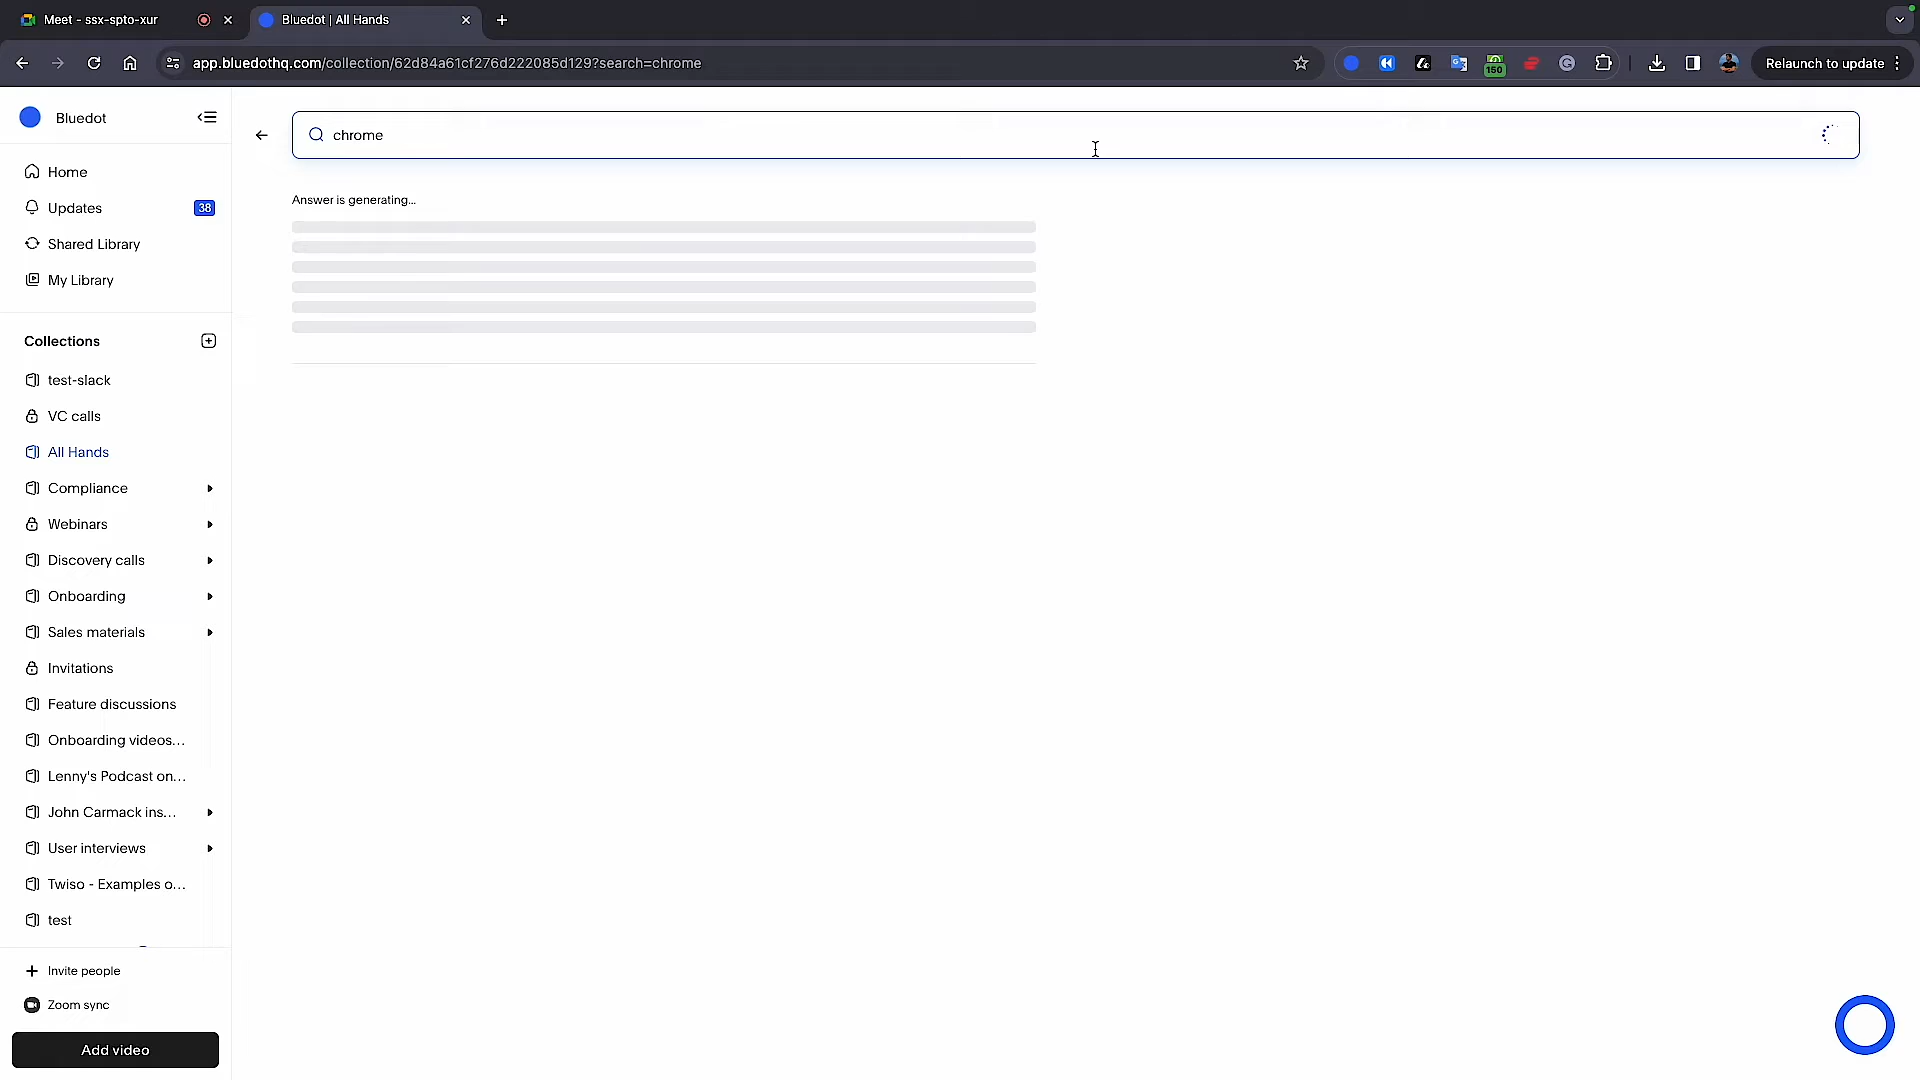 Meet - ssx-spto-xur
Bluedot | All Hands
app.bluedothq.com/collection/62d84a61cf276d222085d129?search=chrome
150
Relaunch to update
Bluedot
chrome
Home
Updates
38
Shared Library
My Library
Answer is generating...
Collections
test-slack
VC calls
All Hands
Compliance
Webinars
Discovery calls
Onboarding
Sales materials
Invitations
Feature discussions
Onboarding videos...
Lenny's Podcast on...
John Carmack ins...
User interviews
Twiso - Examples o...
test
Invite people
Zoom sync
Add video